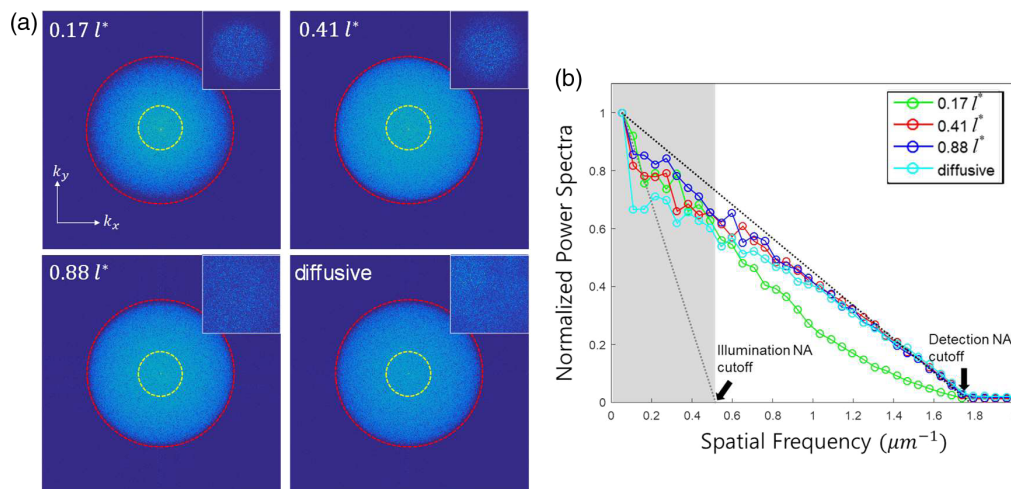 (a)
0.17 l*
0.41 l*
k_y
k_x
0.88 l*
diffusive
(b)
Normalized Power Spectra
1
0.8
0.6
0.4
0.2
0
0.17 l*
0.41 l*
0.88 l*
diffusive
Illumination NA
cutoff
Detection NA
cutoff
0 0.2 0.4 0.6 0.8 1 1.2 1.4 1.6 1.8
Spatial Frequency (μm⁻¹)